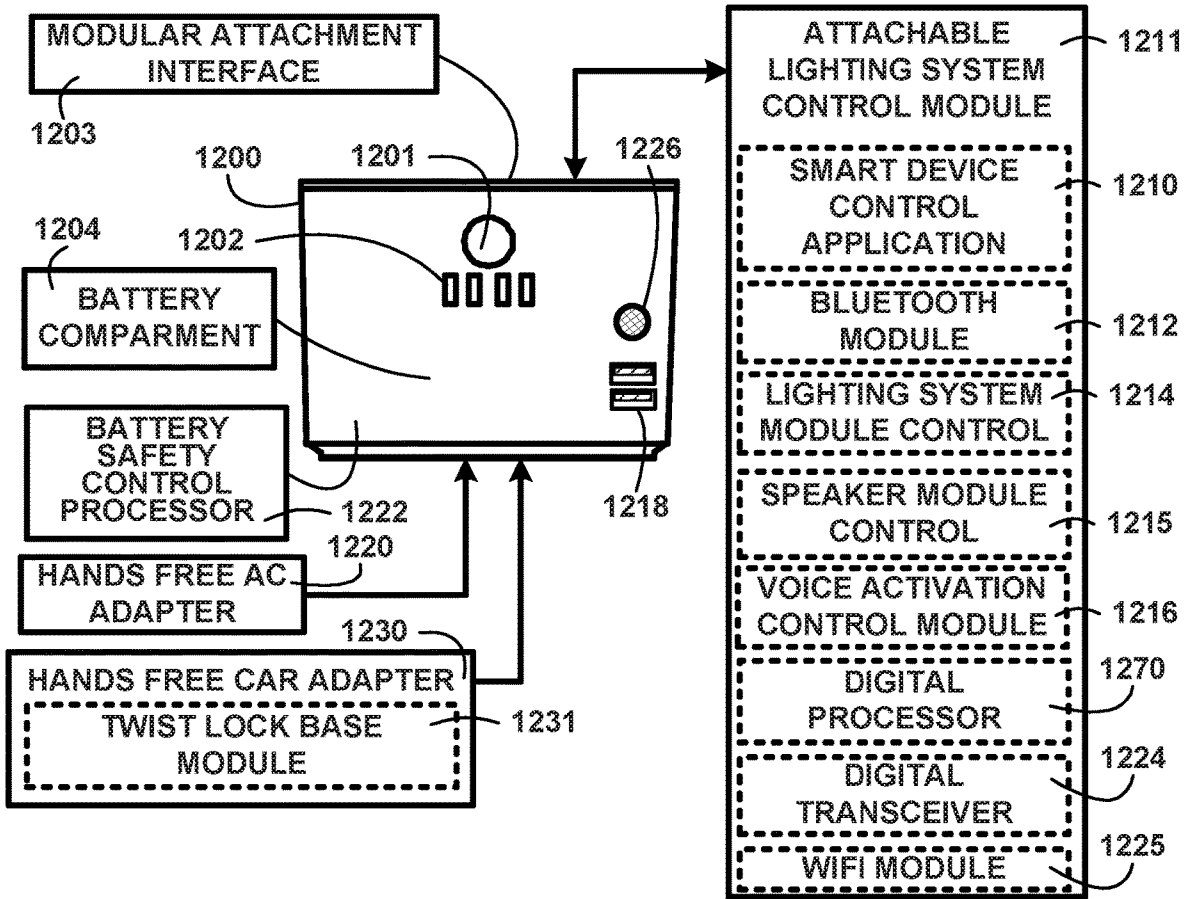 MODULAR ATTACHMENT
INTERFACE
1203
1200
1201
1226
1202
1204
BATTERY
COMPARMENT
BATTERY
SAFETY
CONTROL
PROCESSOR
1222
1218
1220
HANDS FREE AC
ADAPTER
1230
HANDS FREE CAR ADAPTER
TWIST LOCK BASE
MODULE
1231
ATTACHABLE
LIGHTING SYSTEM
CONTROL MODULE
1211
SMART DEVICE
CONTROL
APPLICATION
1210
BLUETOOTH
MODULE
1212
LIGHTING SYSTEM
MODULE CONTROL
1214
SPEAKER MODULE
CONTROL
1215
VOICE ACTIVATION
CONTROL MODULE
1216
DIGITAL
PROCESSOR
1270
DIGITAL
TRANSCEIVER
1224
WIFI MODULE
1225